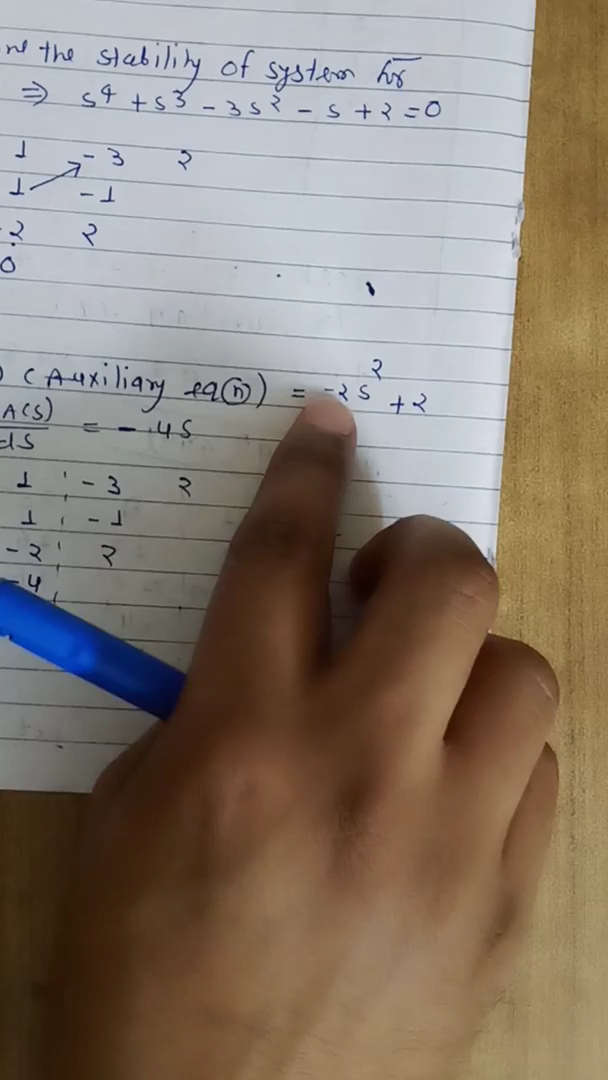 the stability of system for
⇒ s⁴ + s³ - 3s² - s + 2 = 0
1 -3 2
1 -1
-2 2
0
(Auxiliary eq(n)) = -2s² + 2
A(s)
ds = -4s
1 -3 2
1 -1
-2 2
-4